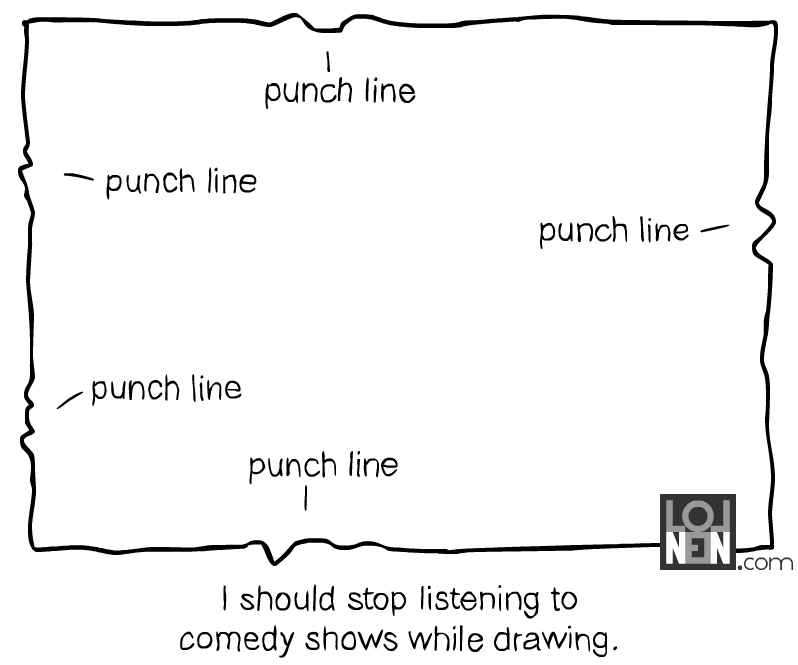 punch line
punch line
punch line
punch line
punch line
LOL
NEN
.com
I should stop listening to
comedy shows while drawing.